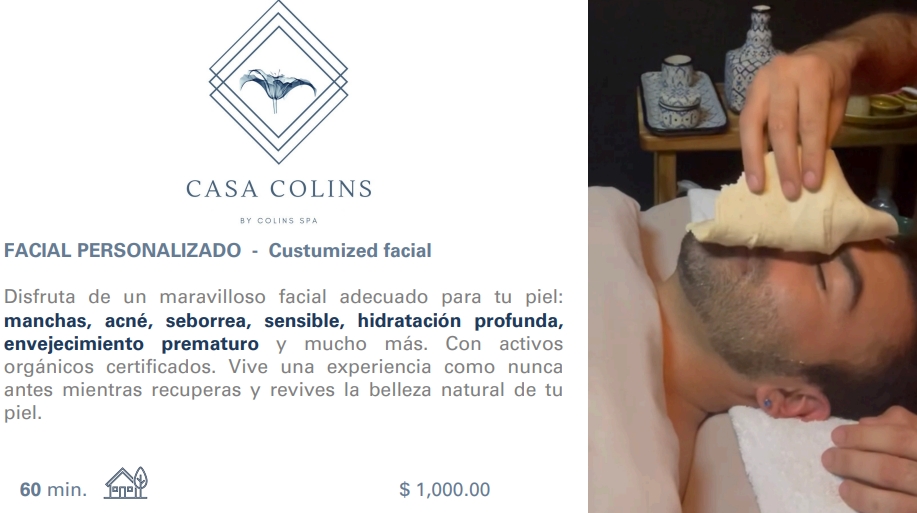 CASA COLINS
BY COLINS SPA
FACIAL PERSONALIZADO - Custumized facial
Disfruta de un maravilloso facial adecuado para tu piel:
manchas, acné, seborrea, sensible, hidratación profunda,
envejecimiento prematuro y mucho más. Con activos
orgánicos certificados. Vive una experiencia como nunca
antes mientras recuperas y revives la belleza natural de tu
piel.
60 min. $ 1,000.00